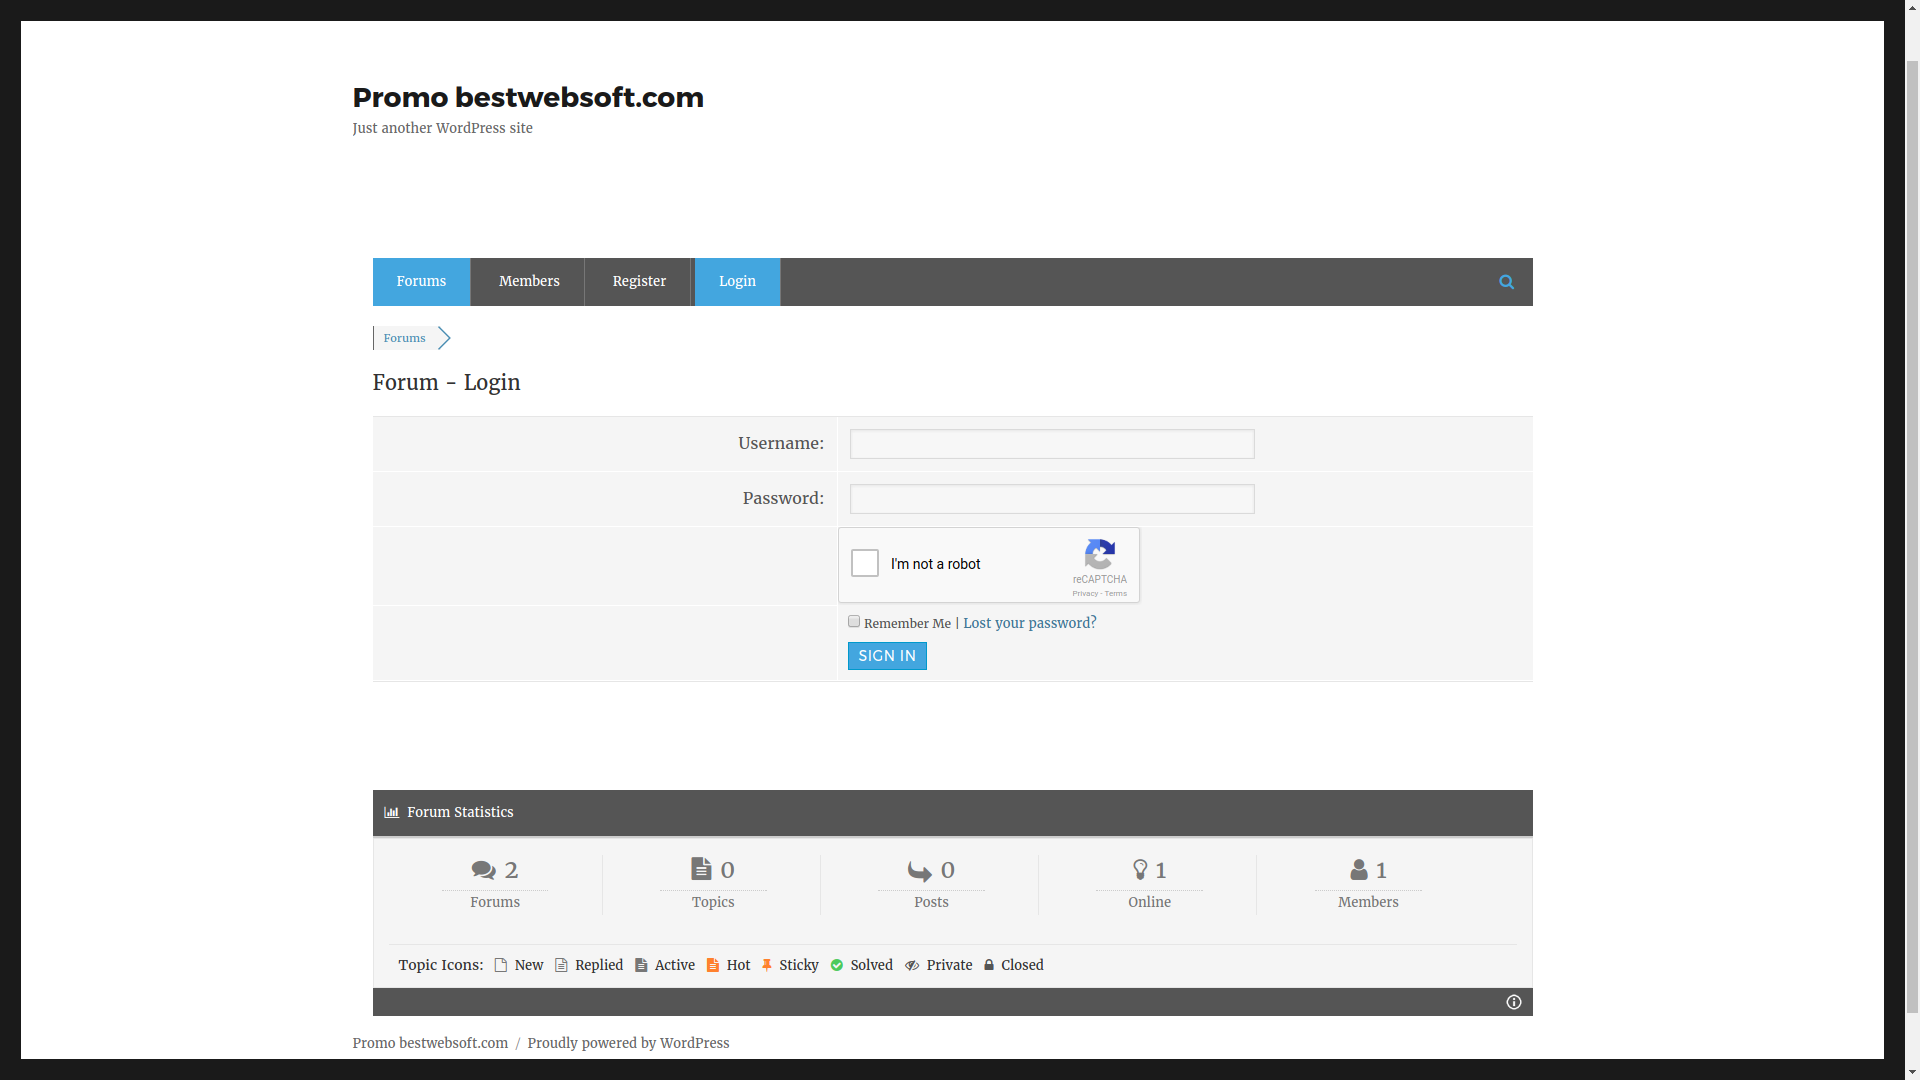 Promo bestwebsoft.com
Just another WordPress site
Forums Members Register Login
Forums
Forum - Login
Username:
Password:
I'm not a robot
reCAPTCHA
Privacy - Terms
Remember Me | Lost your password?
SIGN IN
Forum Statistics
2 0 0 1 1
Forums Topics Posts Online Members
Topic Icons: New Replied Active Hot Sticky Solved Private Closed
Promo bestwebsoft.com / Proudly powered by WordPress